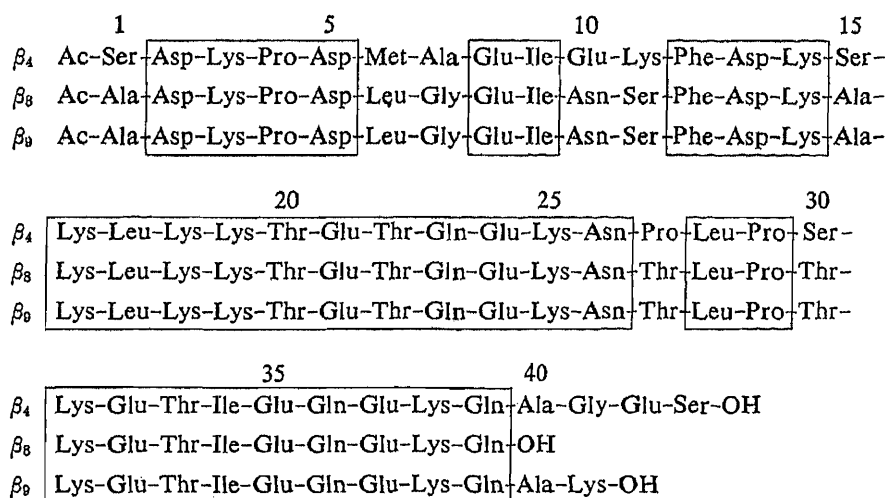 1 5 10 15
β₄ Ac-Ser-Asp-Lys-Pro-Asp-Met-Ala-Glu-Ile-Glu-Lys-Phe-Asp-Lys-Ser-
β₈ Ac-Ala-Asp-Lys-Pro-Asp-Leu-Gly-Glu-Ile-Asn-Ser-Phe-Asp-Lys-Ala-
β₉ Ac-Ala-Asp-Lys-Pro-Asp-Leu-Gly-Glu-Ile-Asn-Ser-Phe-Asp-Lys-Ala-
20 25 30
β₄ Lys-Leu-Lys-Lys-Thr-Glu-Thr-Gln-Glu-Lys-Asn-Pro-Leu-Pro-Ser-
β₈ Lys-Leu-Lys-Lys-Thr-Glu-Thr-Gln-Glu-Lys-Asn-Thr-Leu-Pro-Thr-
β₉ Lys-Leu-Lys-Lys-Thr-Glu-Thr-Gln-Glu-Lys-Asn-Thr-Leu-Pro-Thr-
35 40
β₄ Lys-Glu-Thr-Ile-Glu-Gln-Glu-Lys-Gln-Ala-Gly-Glu-Ser-OH
β₈ Lys-Glu-Thr-Ile-Glu-Gln-Glu-Lys-Gln-OH
β₉ Lys-Glu-Thr-Ile-Glu-Gln-Glu-Lys-Gln-Ala-Lys-OH